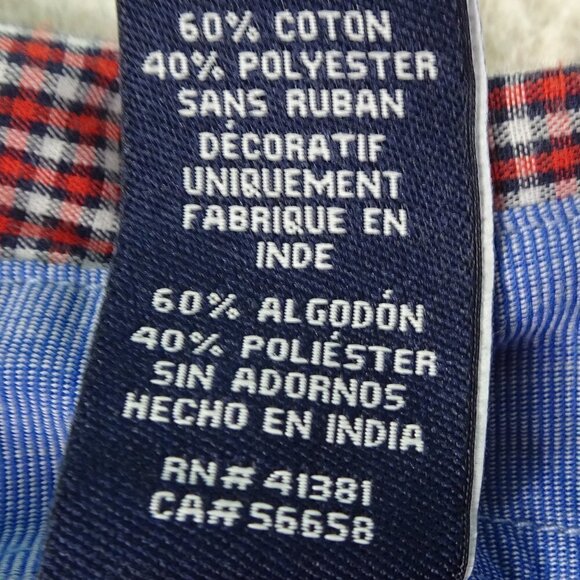 60% COTON
40% POLYESTER
SANS RUBAN
DÉCORATIF
UNIQUEMENT
FABRIQUE EN
INDE
60% ALGODÓN
40% POLIÉSTER
SIN ADORNOS
HECHO EN INDIA
RN# 41381
CA# 56658